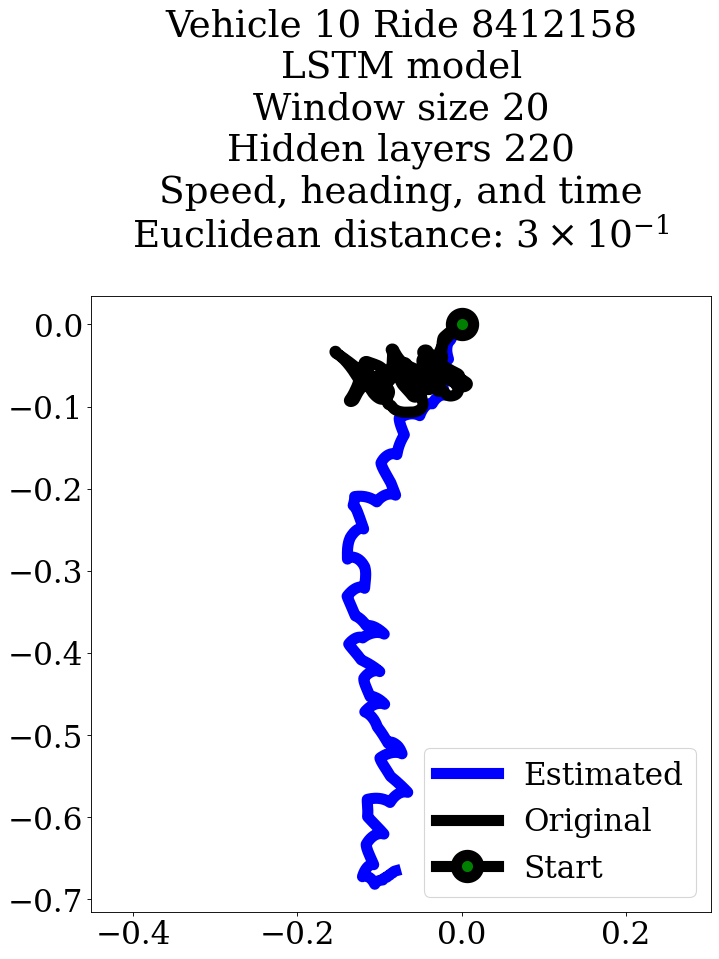 Vehicle 10 Ride 8412158
LSTM model
Window size 20
Hidden layers 220
Speed, heading, and time
Euclidean distance: 3 × 10⁻¹
0.0
−0.1
−0.2
−0.3
−0.4
−0.5
−0.6
−0.7
Estimated
Original
Start
−0.4 −0.2 0.0 0.2